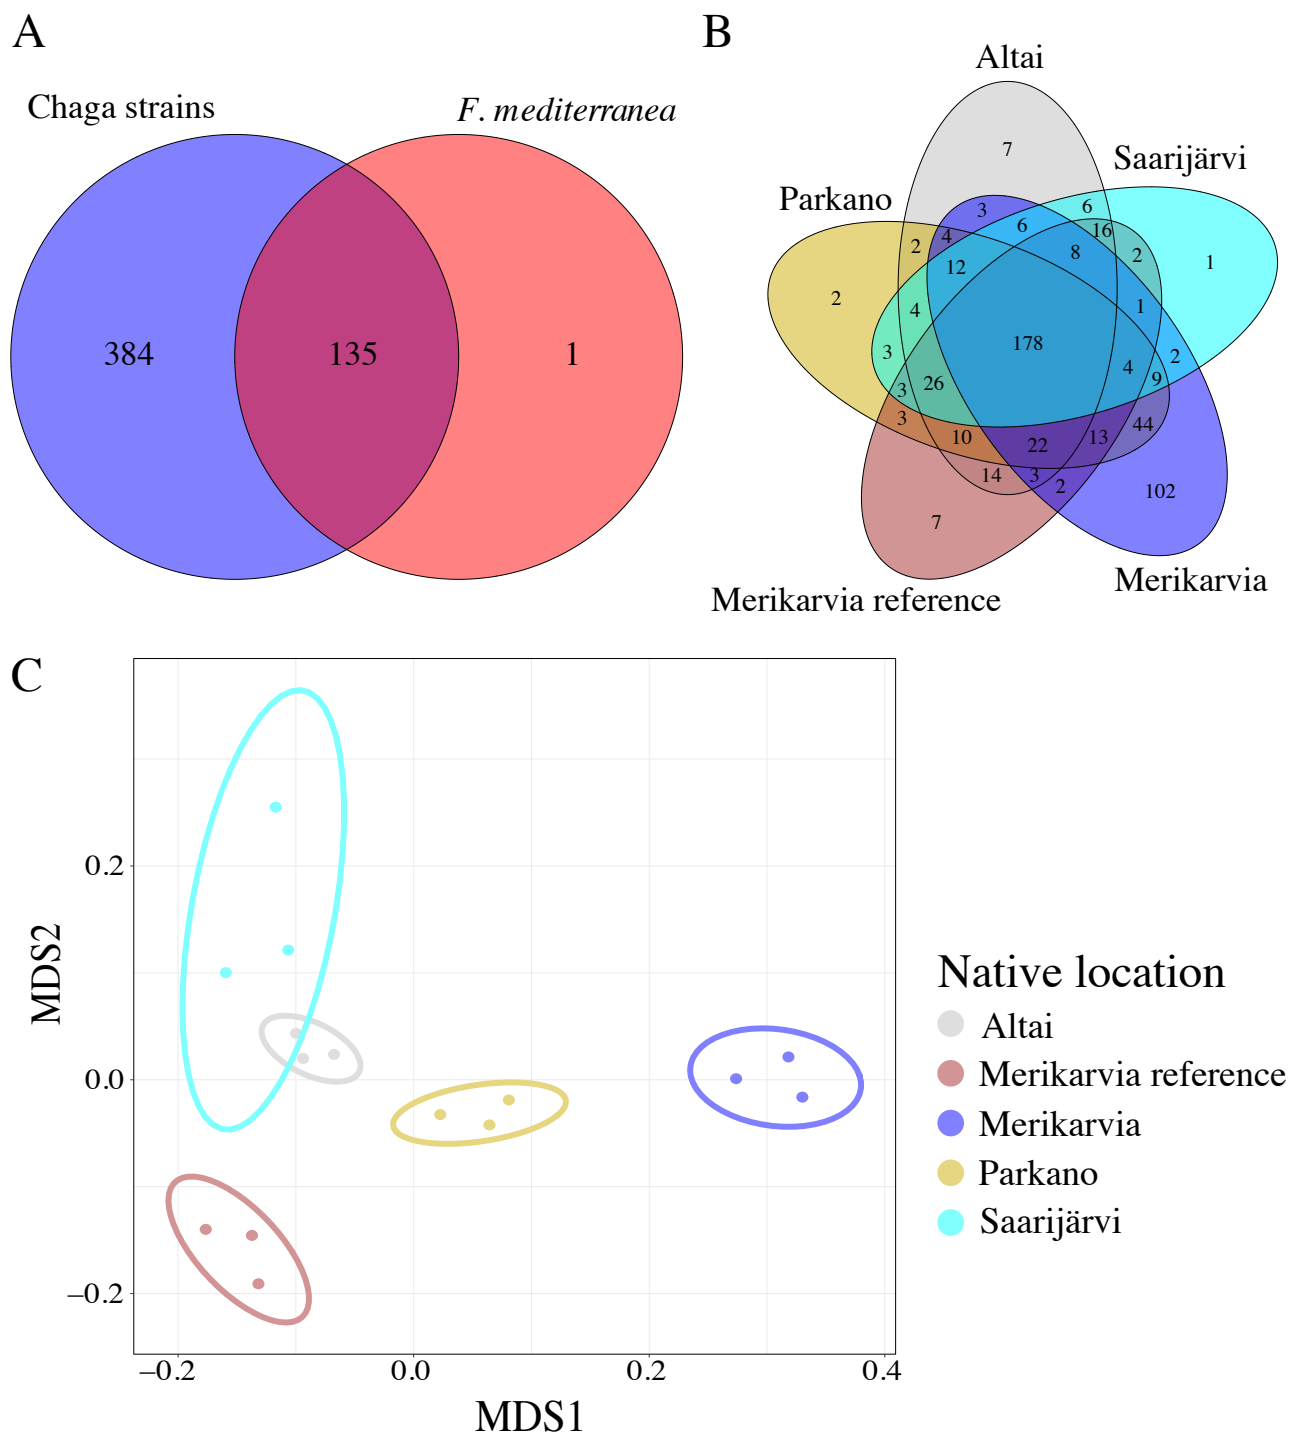 A
B
Chaga strains
F. mediterranea
384
135
1
Altai
Saarijärvi
Parkano
7
3
6
6
16
2
4
8
2
1
12
2
4
1
178
3
2
4
9
26
3
3
44
10
22
13
14
3
2
102
7
Merikarvia
Merikarvia reference
C
0.2
0.0
−0.2
MDS2
−0.2
0.0
0.2
0.4
MDS1
Native location
Altai
Merikarvia reference
Merikarvia
Parkano
Saarijärvi